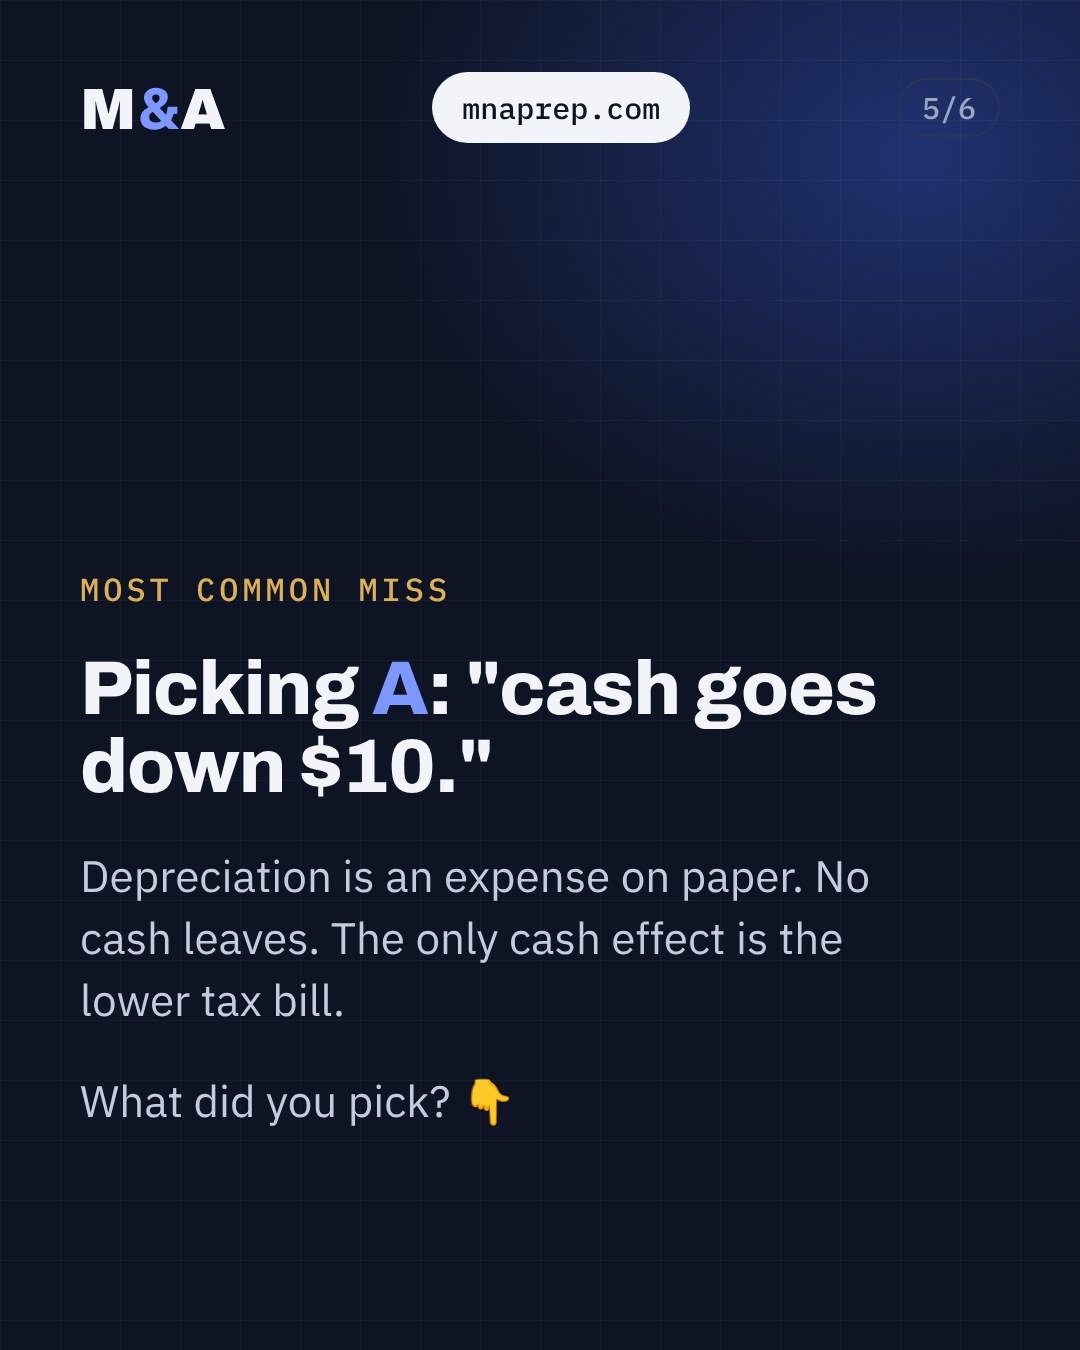 M&A
mnaprep.com
5/6
MOST COMMON MISS
Picking A: "cash goes
down $10."
Depreciation is an expense on paper. No
cash leaves. The only cash effect is the
lower tax bill.
What did you pick? 👇